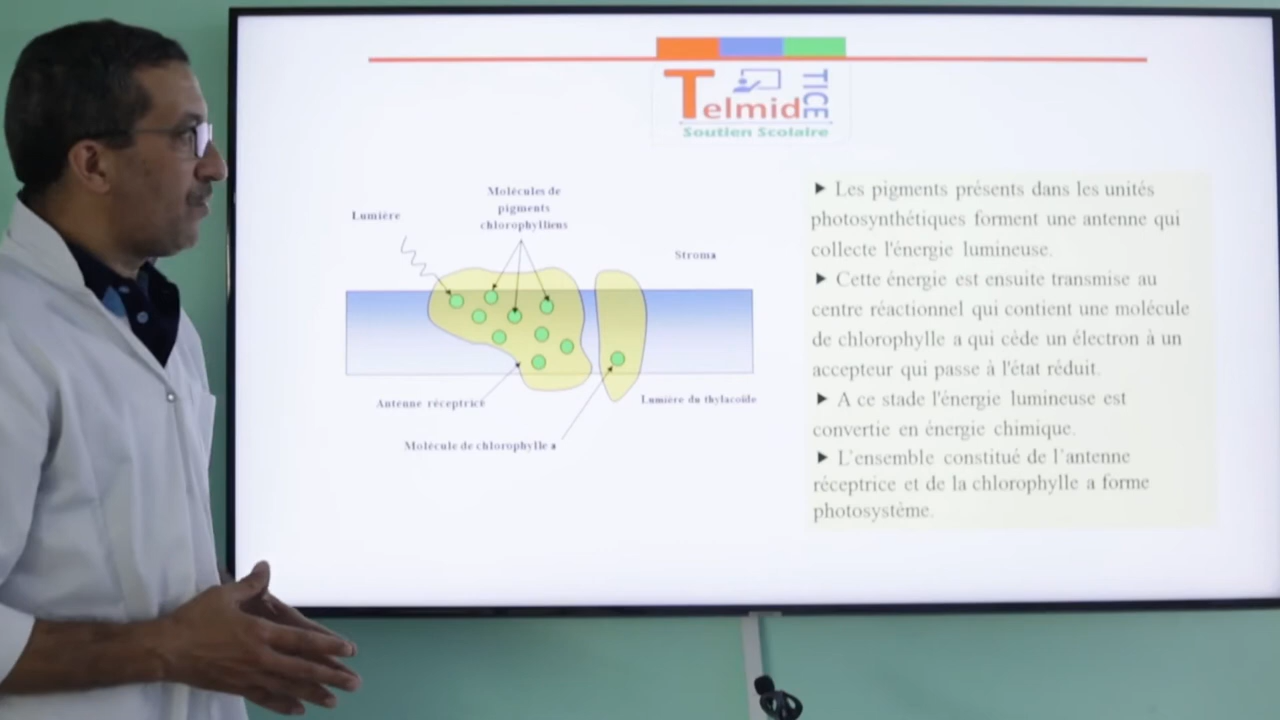 Telmid TICE
Soutien Scolaire
Molécules de
pigments
chlorophylliens
Lumière
Stroma
Antenne réceptrice
Lumière du thylacoïde
Molécule de chlorophylle a
► Les pigments présents dans les unités
photosynthétiques forment une antenne qui
collecte l'énergie lumineuse.
► Cette énergie est ensuite transmise au
centre réactionnel qui contient une molécule
de chlorophylle a qui cède un électron à un
accepteur qui passe à l'état réduit.
► A ce stade l'énergie lumineuse est
convertie en énergie chimique.
► L'ensemble constitué de l'antenne
réceptrice et de la chlorophylle a forme
photosystème.